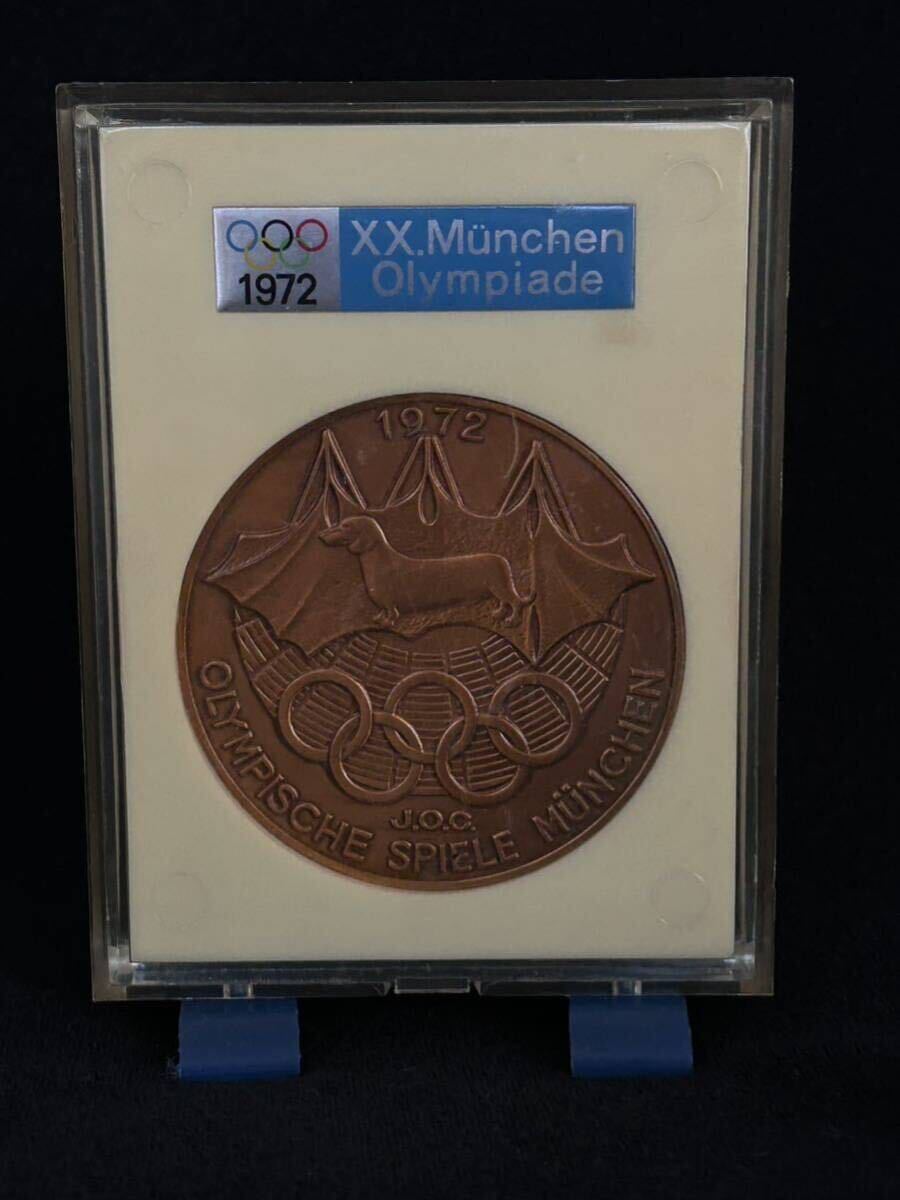 XX.München
Olympiade
1972
1972
J.O.C.
OLYMPISCHE SPIELE MÜNCHEN